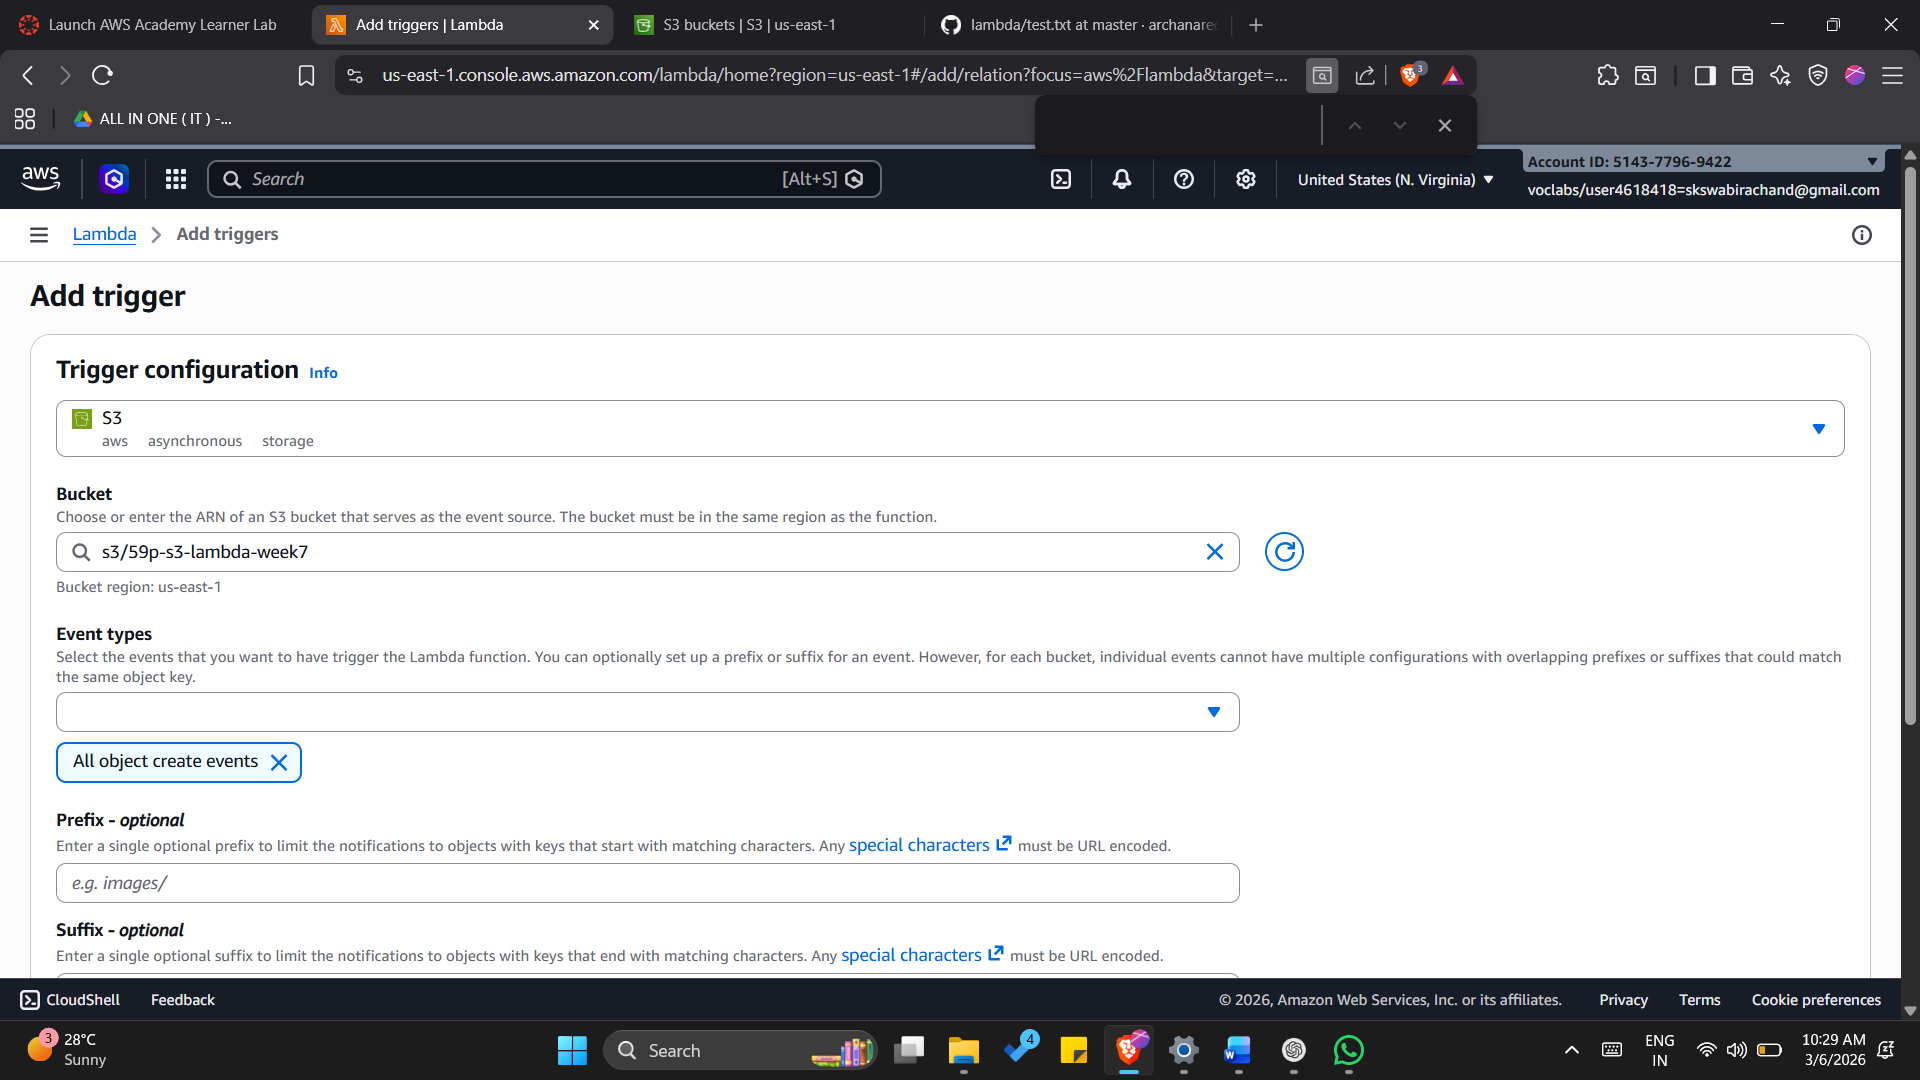 Launch AWS Academy Learner Lab
Add triggers | Lambda
S3 buckets | S3 | us-east-1
lambda/test.txt at master · archanared
us-east-1.console.aws.amazon.com/lambda/home?region=us-east-1#/add/relation?focus=aws%2Flambda&target=...
3
ALL IN ONE ( IT ) -...
aws
Search
[Alt+S]
United States (N. Virginia)
Account ID: 5143-7796-9422
voclabs/user4618418=skswabirachand@gmail.com
Lambda
Add triggers
Add trigger
Trigger configuration Info
S3
aws asynchronous storage
Bucket
Choose or enter the ARN of an S3 bucket that serves as the event source. The bucket must be in the same region as the function.
s3/59p-s3-lambda-week7
Bucket region: us-east-1
Event types
Select the events that you want to have trigger the Lambda function. You can optionally set up a prefix or suffix for an event. However, for each bucket, individual events cannot have multiple configurations with overlapping prefixes or suffixes that could match
the same object key.
All object create events
Prefix - optional
Enter a single optional prefix to limit the notifications to objects with keys that start with matching characters. Any special characters must be URL encoded.
e.g. images/
Suffix - optional
Enter a single optional suffix to limit the notifications to objects with keys that end with matching characters. Any special characters must be URL encoded.
CloudShell
Feedback
© 2026, Amazon Web Services, Inc. or its affiliates.
Privacy
Terms
Cookie preferences
3
28°C
Sunny
Search
4
W
ENG
IN
10:29 AM
3/6/2026